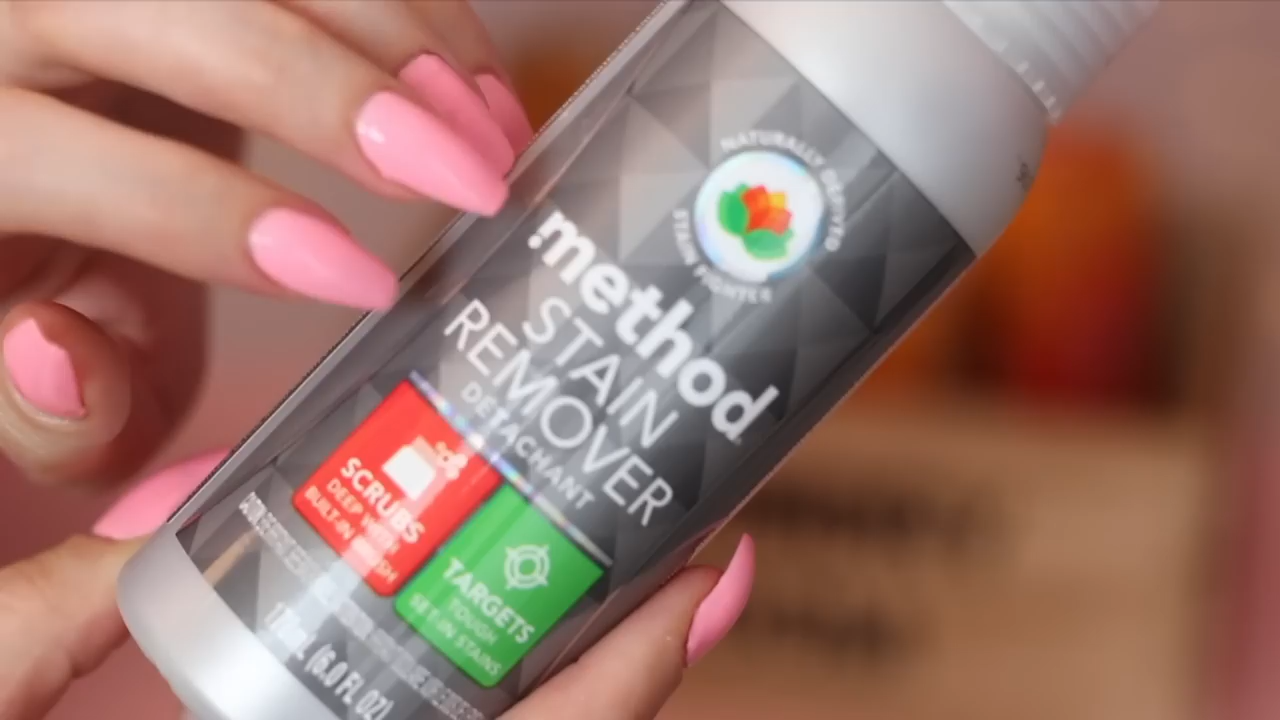 NATURALLY DERIVED
STAIN FIGHTER
method
STAIN
REMOVER
DETACHANT
SCRUBS
DEEP WITH
BUILT-IN BRUSH
TARGETS
TOUGH
SET-IN STAINS
(6.0 FL OZ)